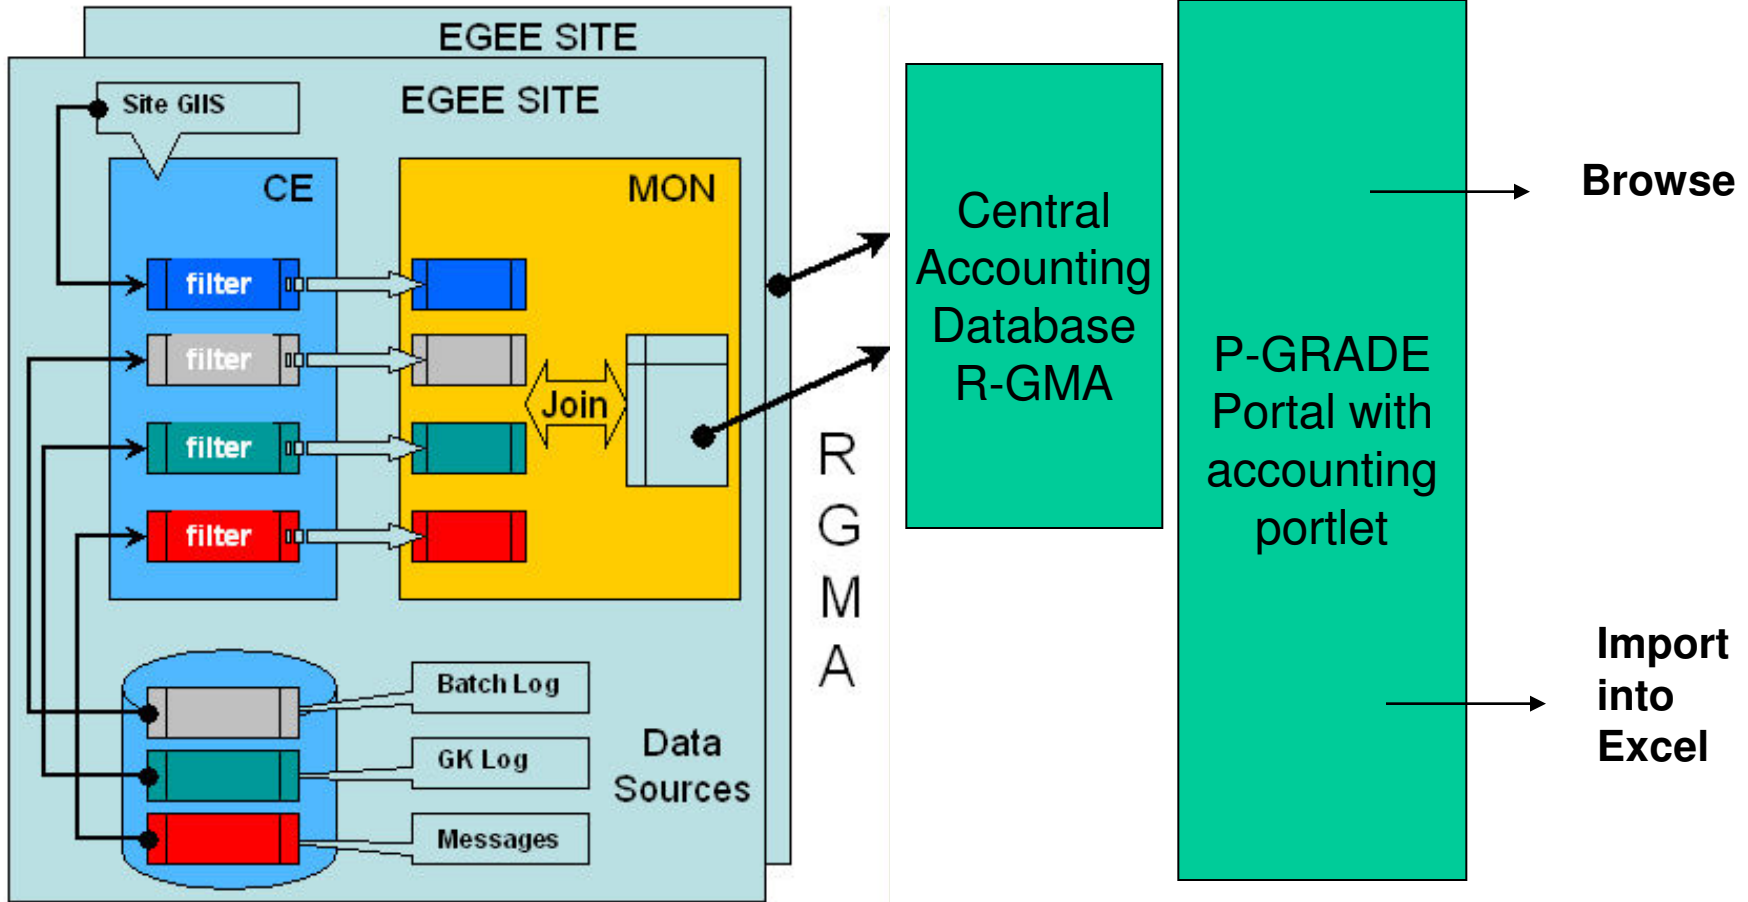 EGEE SITE
EGEE SITE
Site GIIS
CE
MON
filter
filter
filter
filter
Join
Batch Log
GK Log
Messages
Data
Sources
R
G
M
A
Central
Accounting
Database
R-GMA
P-GRADE
Portal with
accounting
portlet
Browse
Import
into
Excel